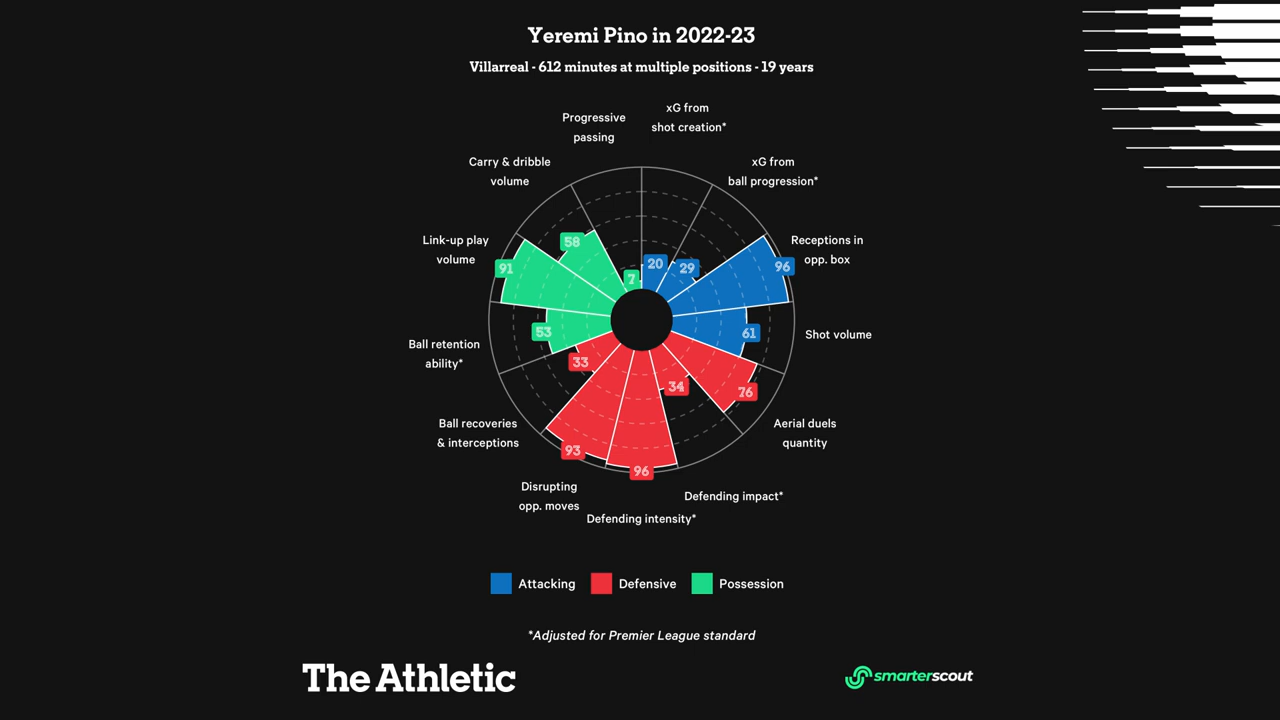 Yeremi Pino in 2022-23
Villarreal - 612 minutes at multiple positions - 19 years
xG from
shot creation*
Progressive
passing
xG from
ball progression*
Carry & dribble
volume
Receptions in
opp. box
Link-up play
volume
Shot volume
Ball retention
ability*
Aerial duels
quantity
Ball recoveries
& interceptions
Disrupting
opp. moves
Defending impact*
Defending intensity*
58
20
29
96
91
7
53
61
33
34
76
93
96
Attacking
Defensive
Possession
*Adjusted for Premier League standard
The Athletic
smarterscout